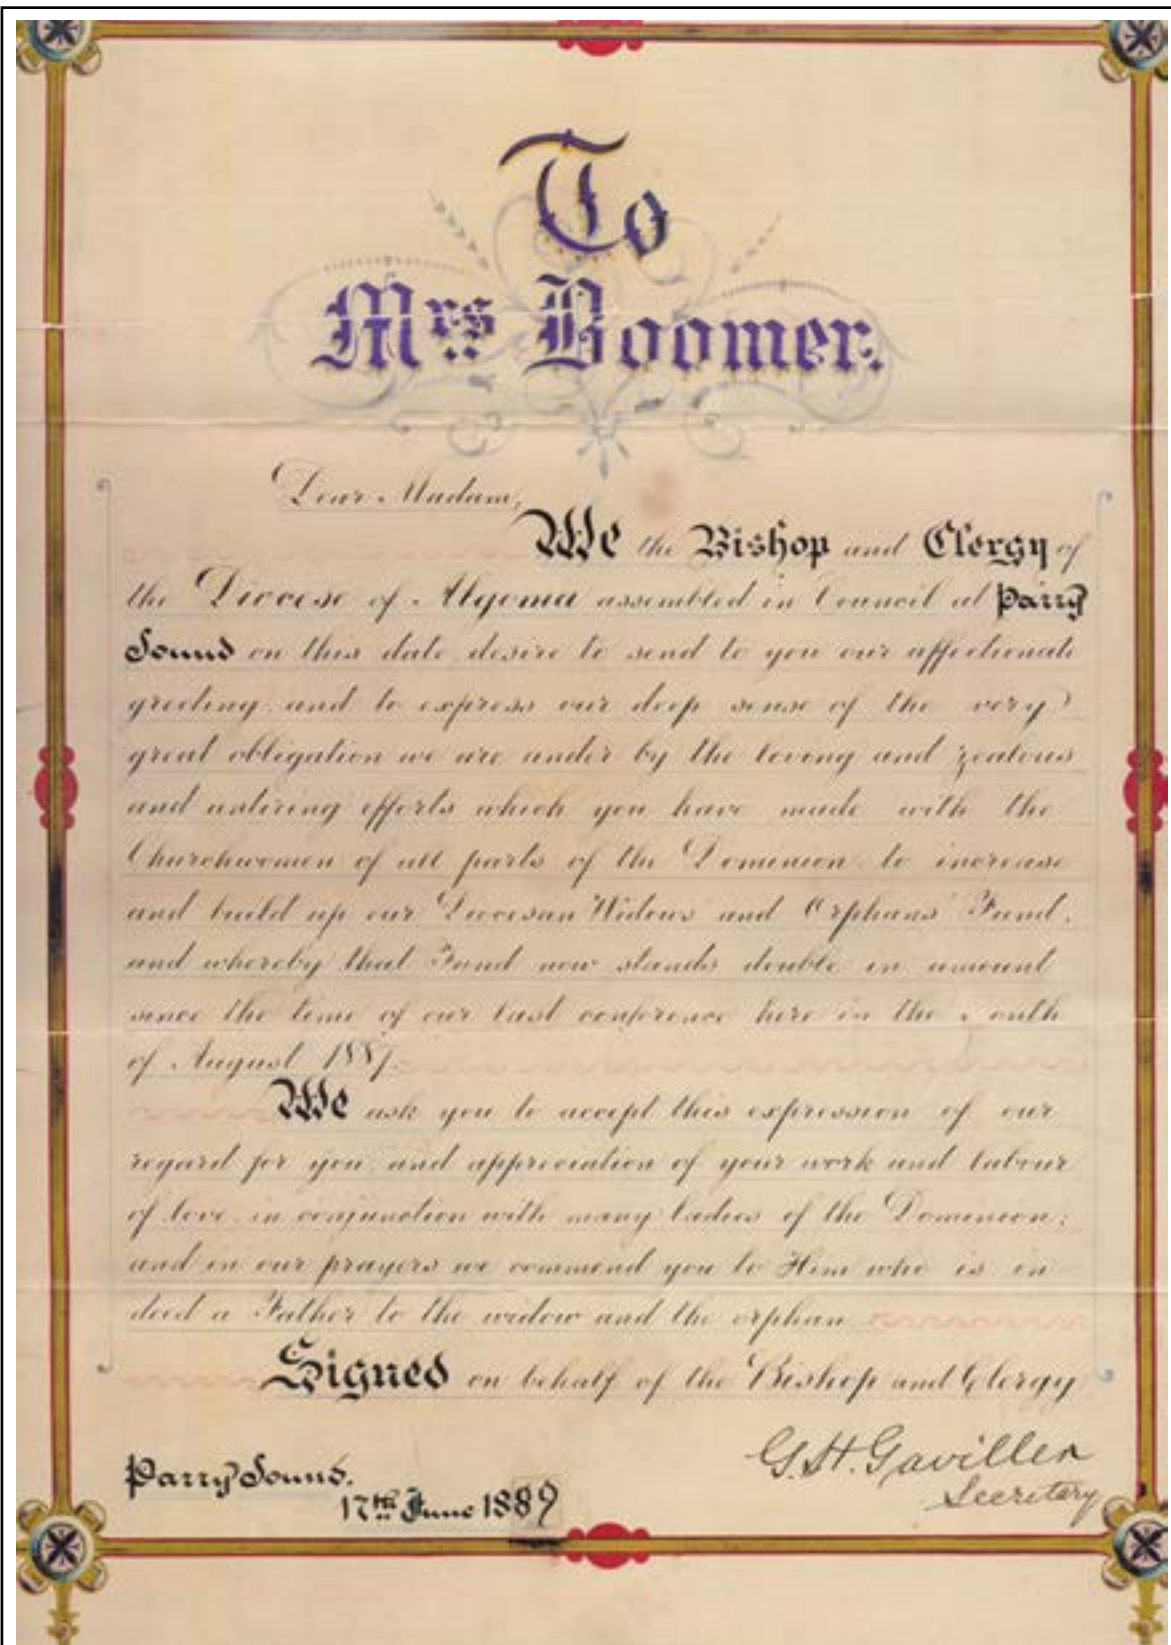 To
Mrs Boomer.
Dear Madam,
We the Bishop and Clergy of
the Diocese of Algoma assembled in Council at Parry
Sound on this date desire to send to you our affectionate
greeting, and to express our deep sense of the very
great obligation we are under by the loving and zealous
and untiring efforts which you have made with the
Churchwomen of all parts of the Dominion to increase
and build up our Diocesan Widows and Orphans' Fund,
and whereby that Fund now stands double in amount
since the time of our last conference here in the
of August 1887.
We ask you to accept this expression of our
regard for you, and appreciation of your work and labour
of love, in conjunction with many ladies of the Dominion;
and in our prayers we commend you to Him who is in
deed a Father to the widow and the orphan
Signed on behalf of the Bishop and Clergy
G. H. Gaviller
Secretary
Parry Sound.
17th June 1889